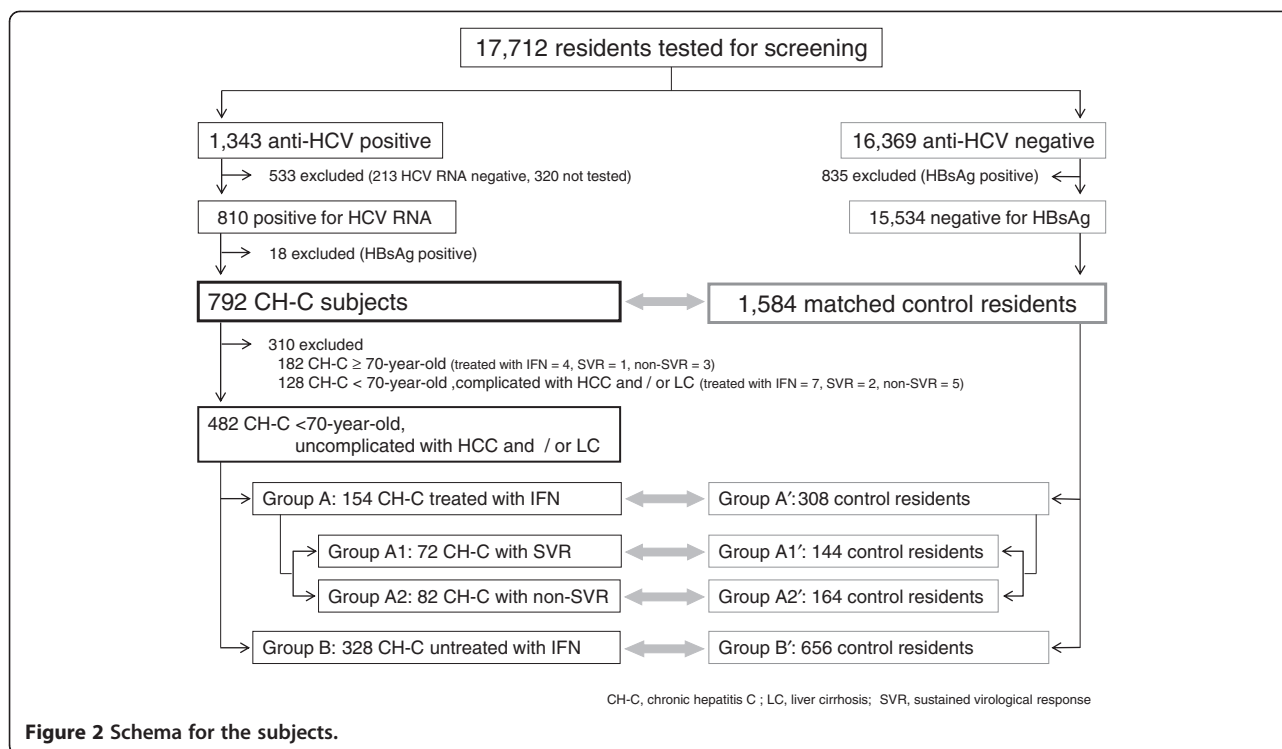 17,712 residents tested for screening
1,343 anti-HCV positive
16,369 anti-HCV negative
533 excluded (213 HCV RNA negative, 320 not tested)
835 excluded (HBsAg positive)
810 positive for HCV RNA
15,534 negative for HBsAg
18 excluded (HBsAg positive)
792 CH-C subjects
1,584 matched control residents
310 excluded
182 CH-C ≥ 70-year-old (treated with IFN = 4, SVR = 1, non-SVR = 3)
128 CH-C < 70-year-old ,complicated with HCC and / or LC (treated with IFN = 7, SVR = 2, non-SVR = 5)
482 CH-C <70-year-old,
uncomplicated with HCC and / or LC
Group A: 154 CH-C treated with IFN
Group A′: 308 control residents
Group A1: 72 CH-C with SVR
Group A1′: 144 control residents
Group A2: 82 CH-C with non-SVR
Group A2′: 164 control residents
Group B: 328 CH-C untreated with IFN
Group B′: 656 control residents
CH-C, chronic hepatitis C ; LC, liver cirrhosis; SVR, sustained virological response
Figure 2 Schema for the subjects.